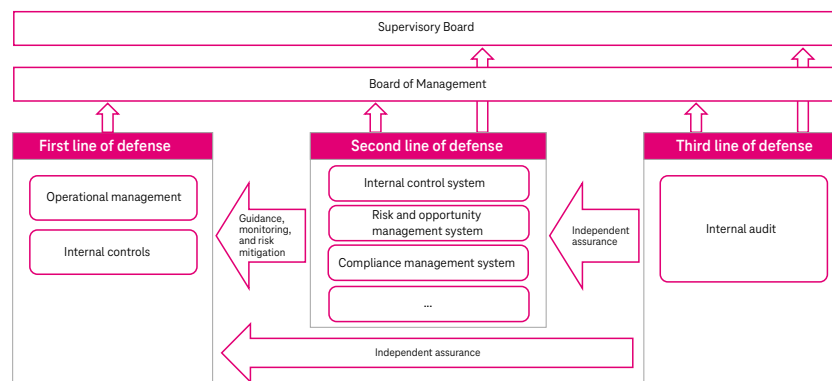 Supervisory Board
Board of Management
First line of defense
Second line of defense
Third line of defense
Operational management
Internal controls
Guidance,
monitoring,
and risk
mitigation
Internal control system
Risk and opportunity
management system
Compliance management system
...
Independent
assurance
Internal audit
Independent assurance